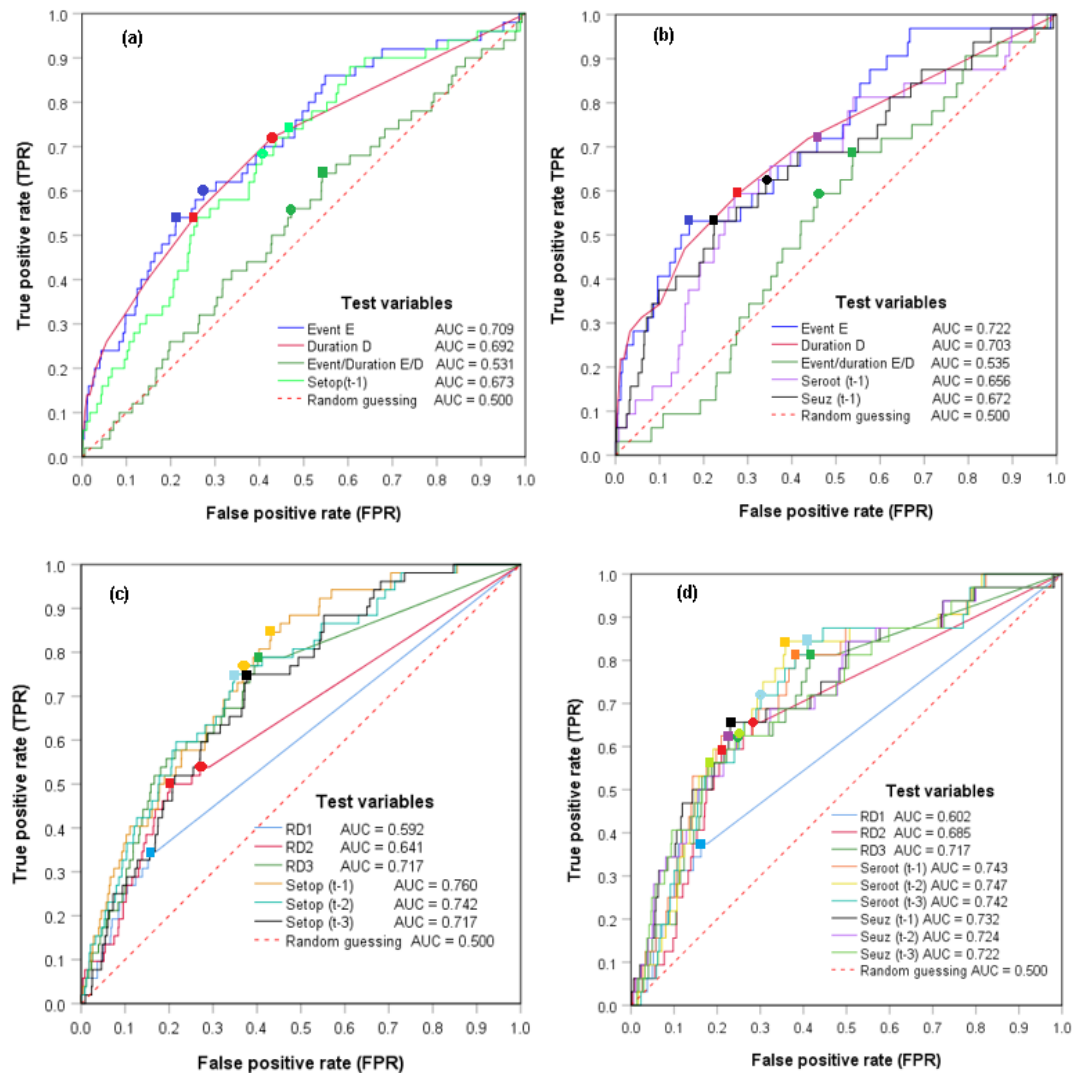 (a)
True positive rate (TPR)
1.0
0.9
0.8
0.7
0.6
0.5
0.4
0.3
0.2
0.1
0.0
Test variables
Event E AUC = 0.709
Duration D AUC = 0.692
Event/Duration E/D AUC = 0.531
Setop(t-1) AUC = 0.673
Random guessing AUC = 0.500
0.0 0.1 0.2 0.3 0.4 0.5 0.6 0.7 0.8 0.9 1.0
False positive rate (FPR)
(b)
True positive rate TPR
1.0
0.9
0.8
0.7
0.6
0.5
0.4
0.3
0.2
0.1
0.0
Test variables
Event E AUC = 0.722
Duration D AUC = 0.703
Event/duration E/D AUC = 0.535
Seroot (t-1) AUC = 0.656
Seuz (t-1) AUC = 0.672
Random guessing AUC = 0.500
0.0 0.1 0.2 0.3 0.4 0.5 0.6 0.7 0.8 0.9 1.0
False positive rate (FPR)
(c)
True positive rate (TPR)
1.0
0.9
0.8
0.7
0.6
0.5
0.4
0.3
0.2
0.1
0.0
Test variables
RD1 AUC = 0.592
RD2 AUC = 0.641
RD3 AUC = 0.717
Setop (t-1) AUC = 0.760
Setop (t-2) AUC = 0.742
Setop (t-3) AUC = 0.717
Random guessing AUC = 0.500
0.0 0.1 0.2 0.3 0.4 0.5 0.6 0.7 0.8 0.9 1.0
False positive rate (FPR)
(d)
True positive rate (TPR)
1.0
0.9
0.8
0.7
0.6
0.5
0.4
0.3
0.2
0.1
0.0
Test variables
RD1 AUC = 0.602
RD2 AUC = 0.685
RD3 AUC = 0.717
Seroot (t-1) AUC = 0.743
Seroot (t-2) AUC = 0.747
Seroot (t-3) AUC = 0.742
Seuz (t-1) AUC = 0.732
Seuz (t-2) AUC = 0.724
Seuz (t-3) AUC = 0.722
Random guessing AUC = 0.500
0.0 0.1 0.2 0.3 0.4 0.5 0.6 0.7 0.8 0.9 1.0
False positive rate (FPR)